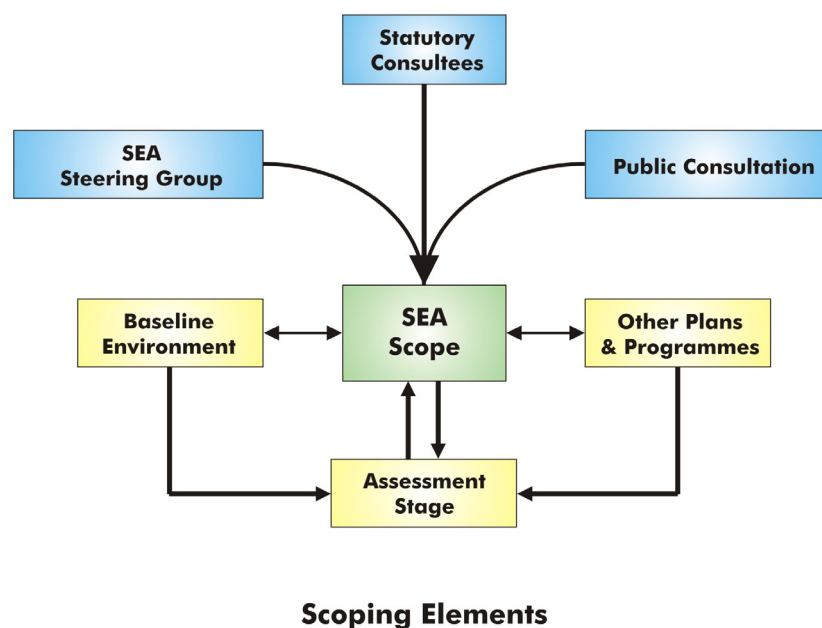 Statutory
Consultees
SEA
Steering Group
Public Consultation
Baseline
Environment
SEA
Scope
Other Plans
& Programmes
Assessment
Stage
Scoping Elements